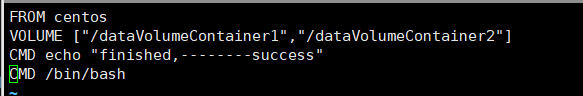 FROM centos
VOLUME ["/dataVolumeContainer1","/dataVolumeContainer2"]
CMD echo "finished,--------success"
CMD /bin/bash
~